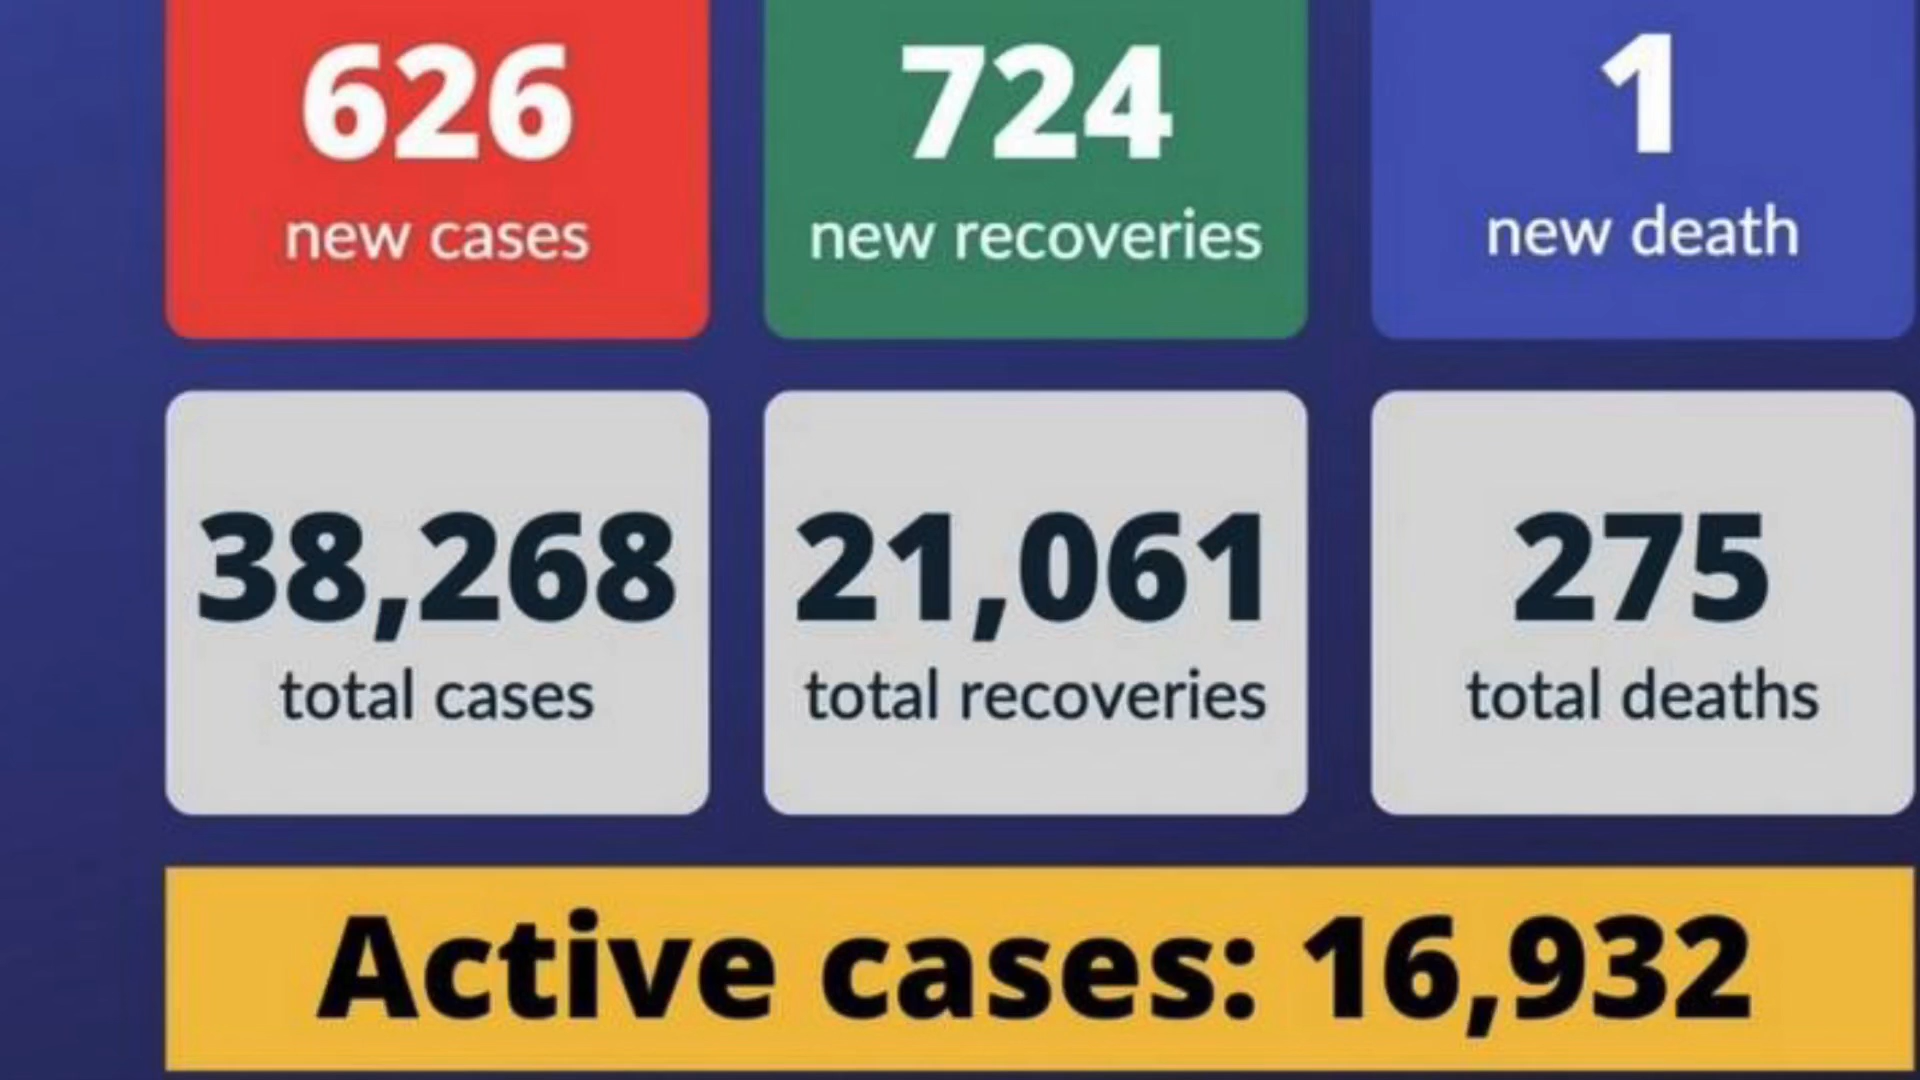 626
new cases
724
new recoveries
1
new death
38,268
total cases
21,061
total recoveries
275
total deaths
Active cases: 16,932